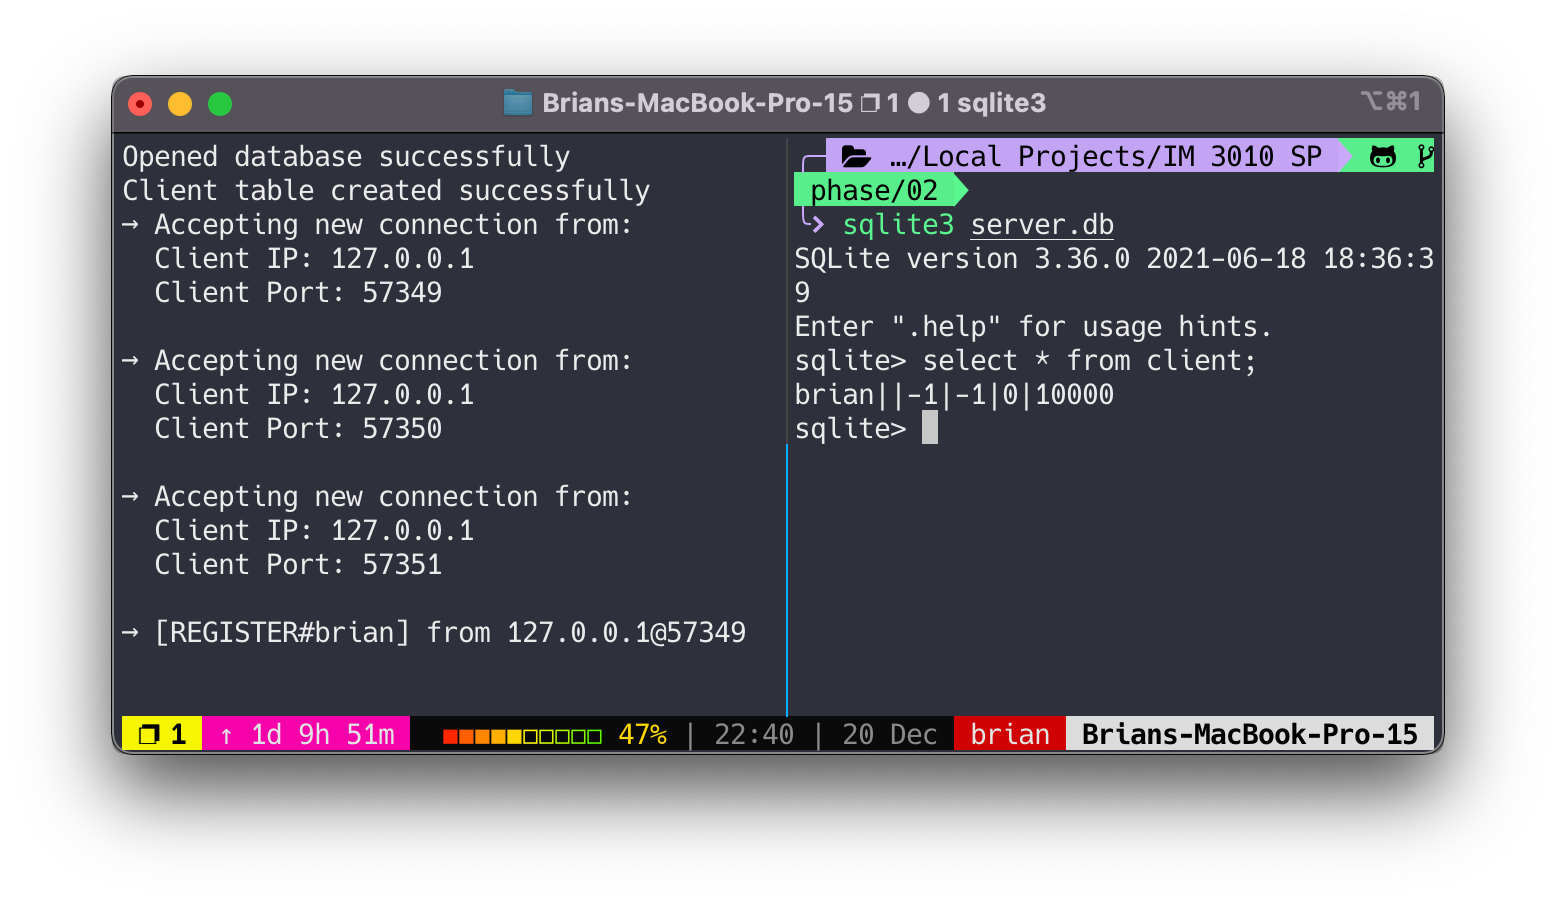 Brians-MacBook-Pro-15 1 1 sqlite3
⌥⌘1
Opened database successfully
Client table created successfully
→ Accepting new connection from:
Client IP: 127.0.0.1
Client Port: 57349
→ Accepting new connection from:
Client IP: 127.0.0.1
Client Port: 57350
→ Accepting new connection from:
Client IP: 127.0.0.1
Client Port: 57351
→ [REGISTER#brian] from 127.0.0.1@57349
…/Local Projects/IM 3010 SP
phase/02
sqlite3 server.db
SQLite version 3.36.0 2021-06-18 18:36:3
9
Enter ".help" for usage hints.
sqlite> select * from client;
brian||-1|-1|0|10000
sqlite>
1 ↑ 1d 9h 51m 47% | 22:40 | 20 Dec brian Brians-MacBook-Pro-15